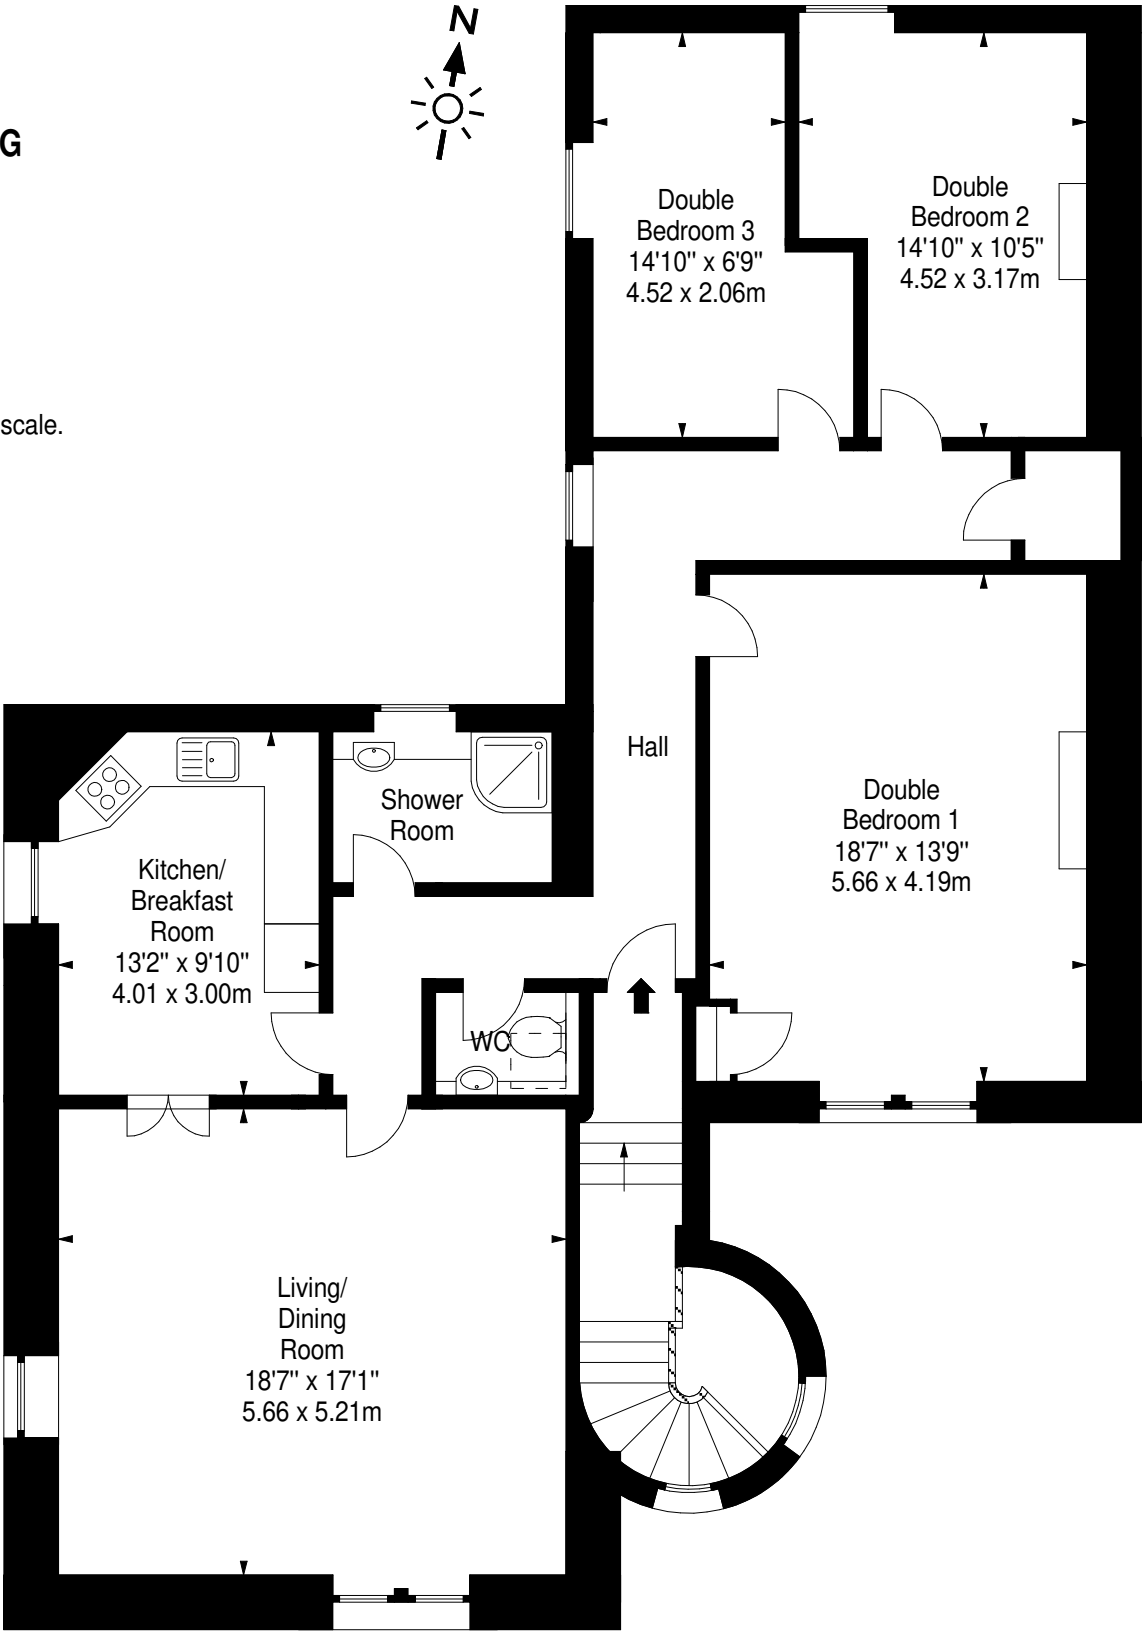 N
G
scale.
Double
Bedroom 3
14'10" x 6'9"
4.52 x 2.06m
Double
Bedroom 2
14'10" x 10'5"
4.52 x 3.17m
Hall
Shower
Room
Kitchen/
Breakfast
Room
13'2" x 9'10"
4.01 x 3.00m
Double
Bedroom 1
18'7" x 13'9"
5.66 x 4.19m
WC
Living/
Dining
Room
18'7" x 17'1"
5.66 x 5.21m